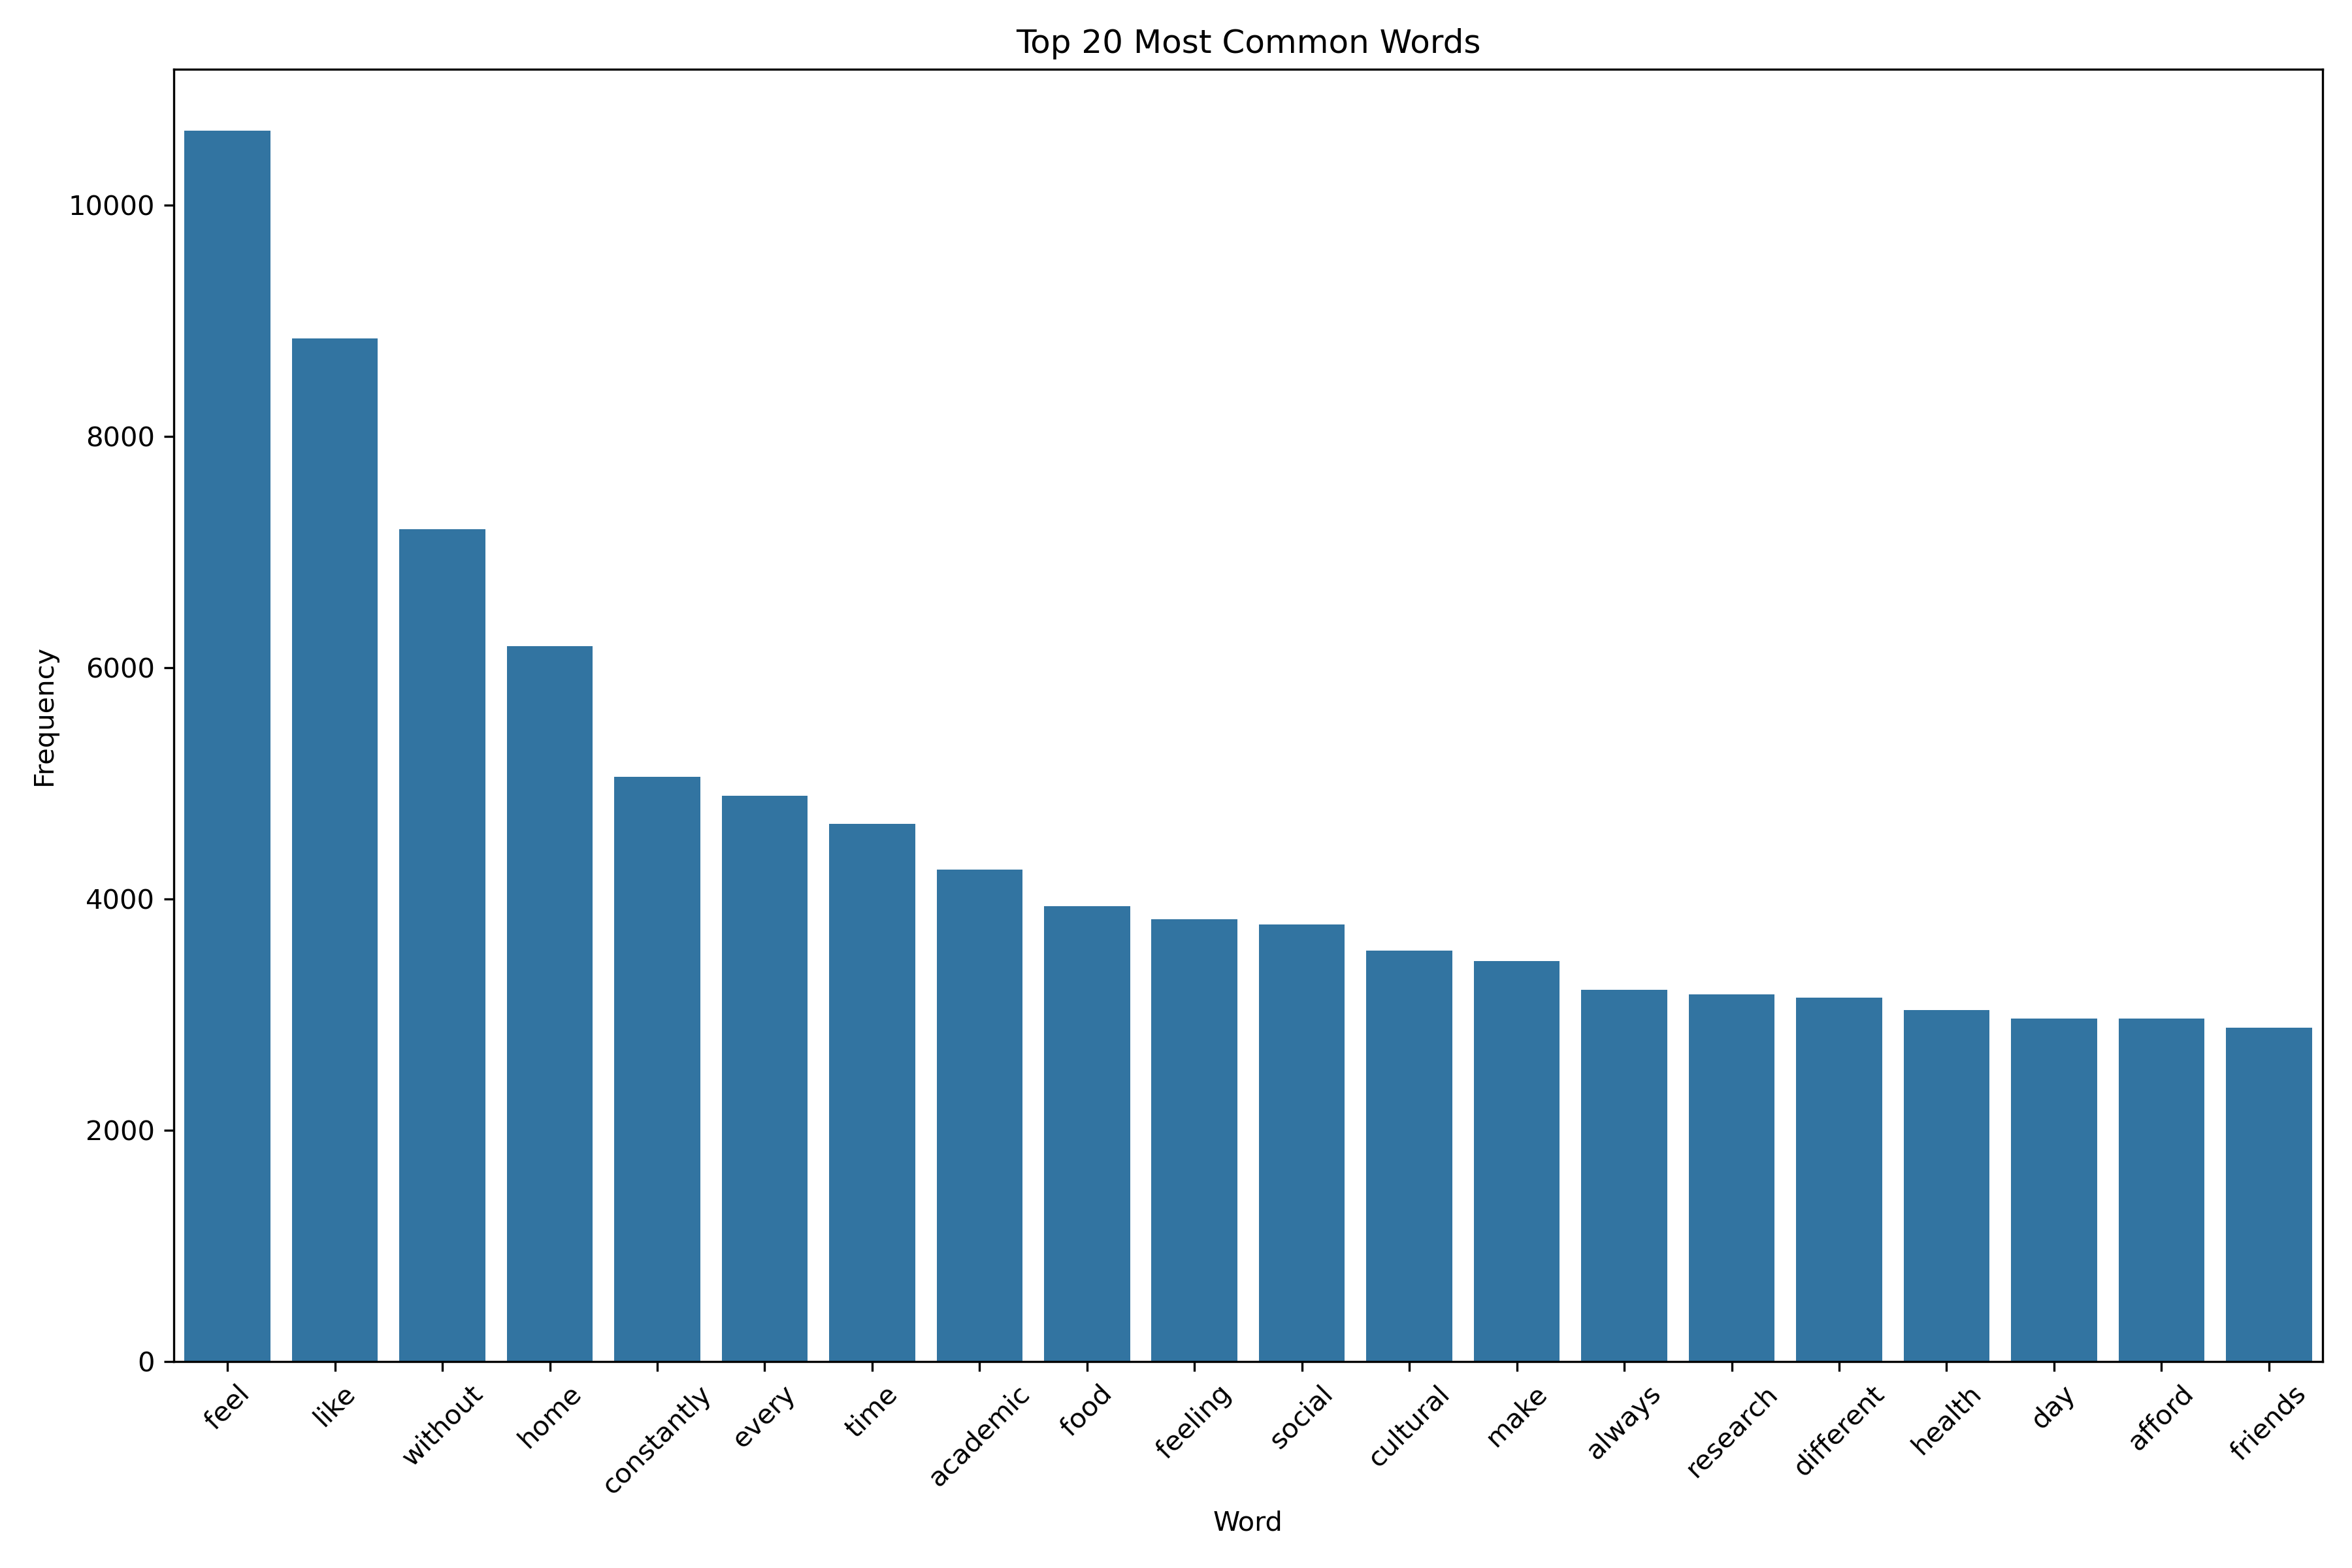 Top 20 Most Common Words
10000
8000
6000
4000
2000
0
Frequency
feel
like
without
home
constantly
every
time
academic
food
feeling
social
cultural
make
always
research
different
health
day
afford
friends
Word